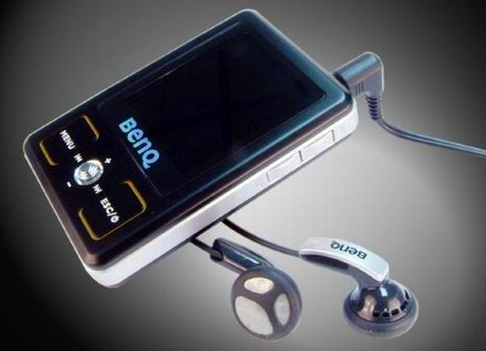 BenQ
MENU
+
-
ESC/⏻
BenQ